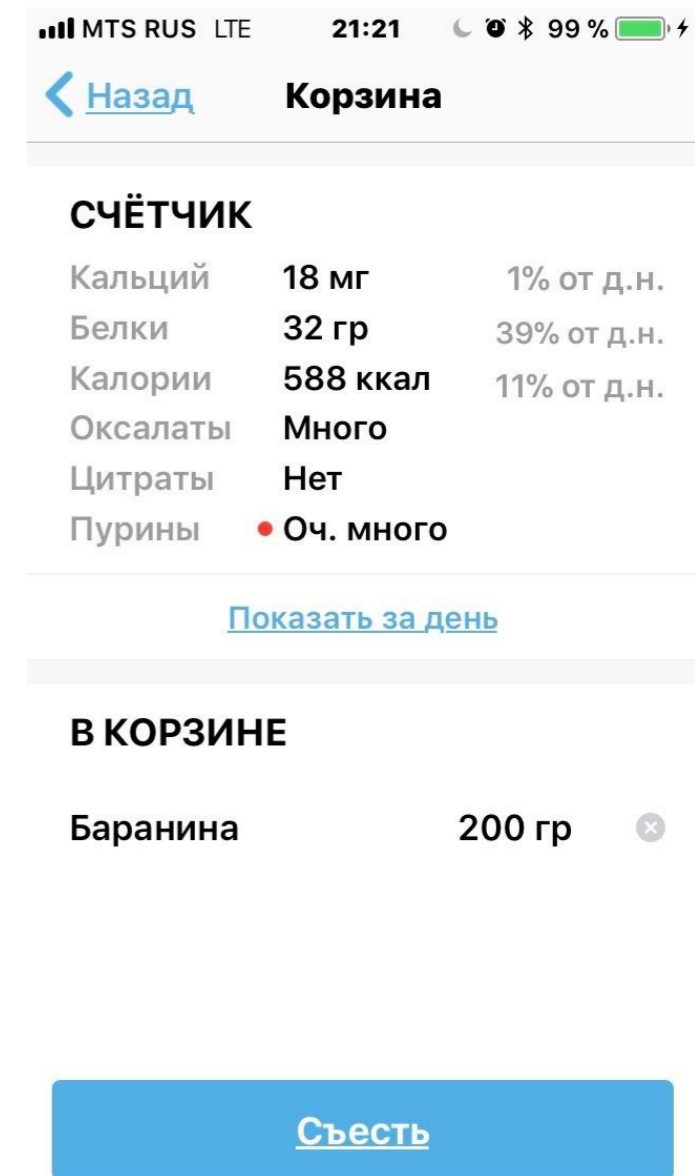 MTS RUS LTE 21:21 99 %
Назад Корзина
СЧЁТЧИК
Кальций 18 мг 1% от д.н.
Белки 32 гр 39% от д.н.
Калории 588 ккал 11% от д.н.
Оксалаты Много
Цитраты Нет
Пурины Оч. много
Показать за день
В КОРЗИНЕ
Баранина 200 гр
Съесть